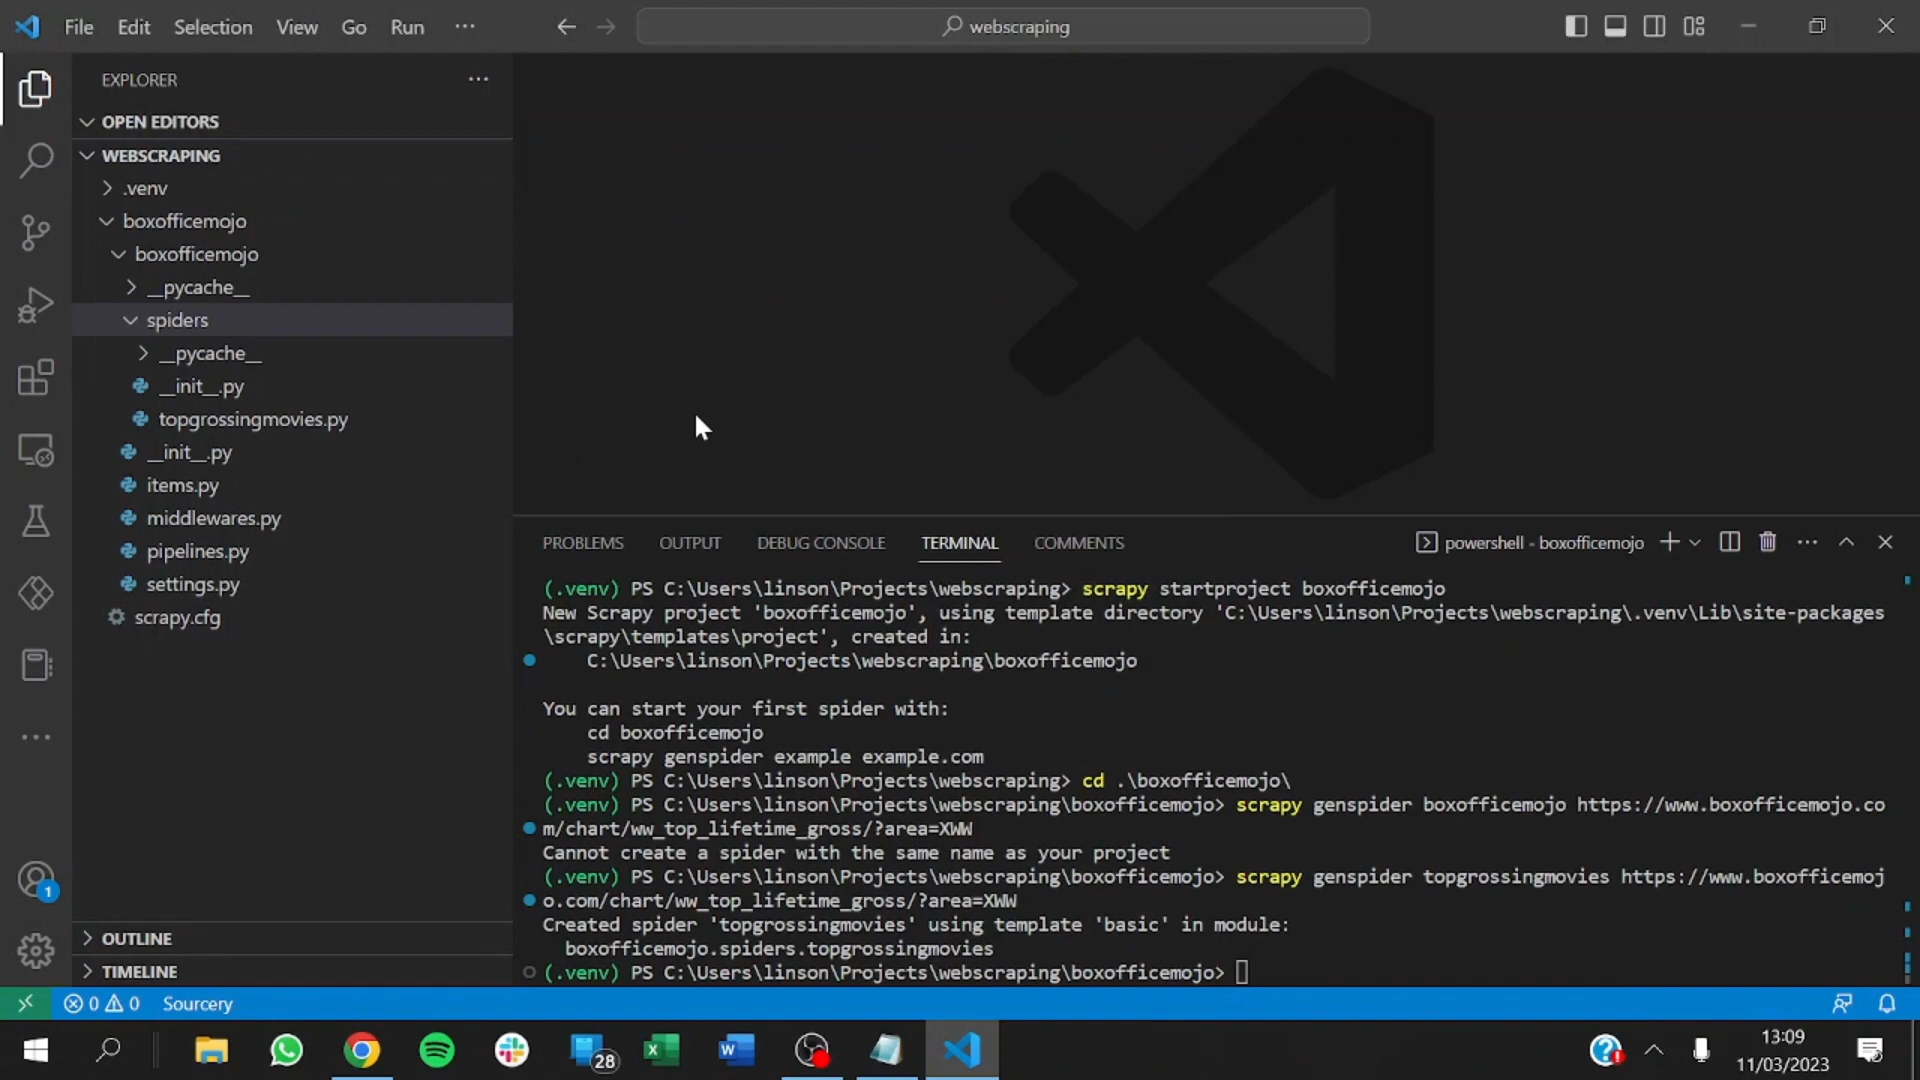 File Edit Selection View Go Run ···
webscraping
EXPLORER
OPEN EDITORS
WEBSCRAPING
.venv
boxofficemojo
boxofficemojo
__pycache__
spiders
__pycache__
__init__.py
topgrossingmovies.py
__init__.py
items.py
middlewares.py
pipelines.py
settings.py
scrapy.cfg
OUTLINE
TIMELINE
PROBLEMS OUTPUT DEBUG CONSOLE TERMINAL COMMENTS
powershell - boxofficemojo
(.venv) PS C:\Users\linson\Projects\webscraping> scrapy startproject boxofficemojo
New Scrapy project 'boxofficemojo', using template directory 'C:\Users\linson\Projects\webscraping\.venv\Lib\site-packages
\scrapy\templates\project', created in:
C:\Users\linson\Projects\webscraping\boxofficemojo
You can start your first spider with:
cd boxofficemojo
scrapy genspider example example.com
(.venv) PS C:\Users\linson\Projects\webscraping> cd .\boxofficemojo\
(.venv) PS C:\Users\linson\Projects\webscraping\boxofficemojo> scrapy genspider boxofficemojo https://www.boxofficemojo.co
m/chart/ww_top_lifetime_gross/?area=XWW
Cannot create a spider with the same name as your project
(.venv) PS C:\Users\linson\Projects\webscraping\boxofficemojo> scrapy genspider topgrossingmovies https://www.boxofficemoj
o.com/chart/ww_top_lifetime_gross/?area=XWW
Created spider 'topgrossingmovies' using template 'basic' in module:
boxofficemojo.spiders.topgrossingmovies
(.venv) PS C:\Users\linson\Projects\webscraping\boxofficemojo>
1
0 0 Sourcery
28
13:09
11/03/2023